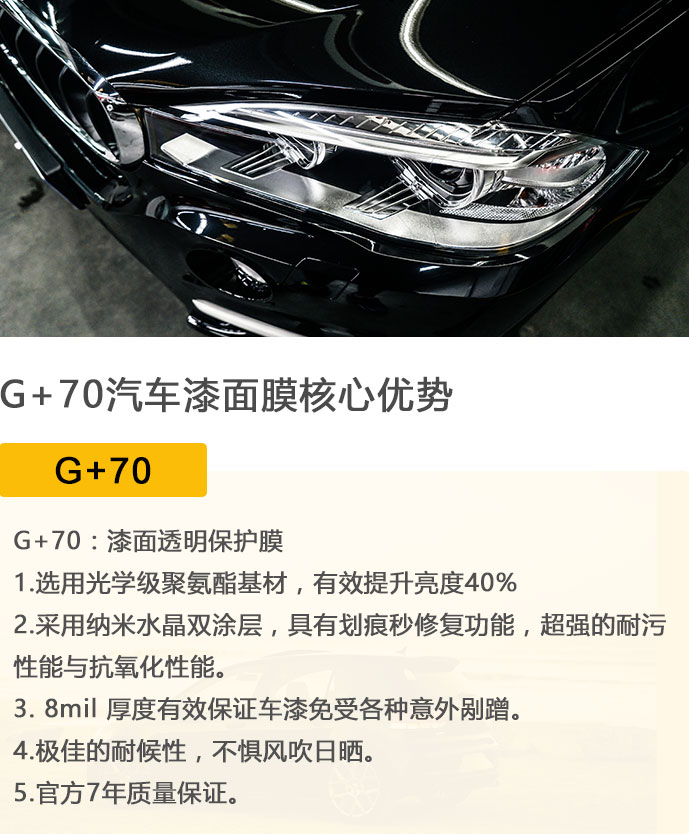 G+70汽车漆面膜核心优势
G+70
G+70：漆面透明保护膜
1.选用光学级聚氨酯基材，有效提升亮度40%
2.采用纳米水晶双涂层，具有划痕秒修复功能，超强的耐污
性能与抗氧化性能。
3. 8mil 厚度有效保证车漆免受各种意外剐蹭。
4.极佳的耐候性，不惧风吹日晒。
5.官方7年质量保证。